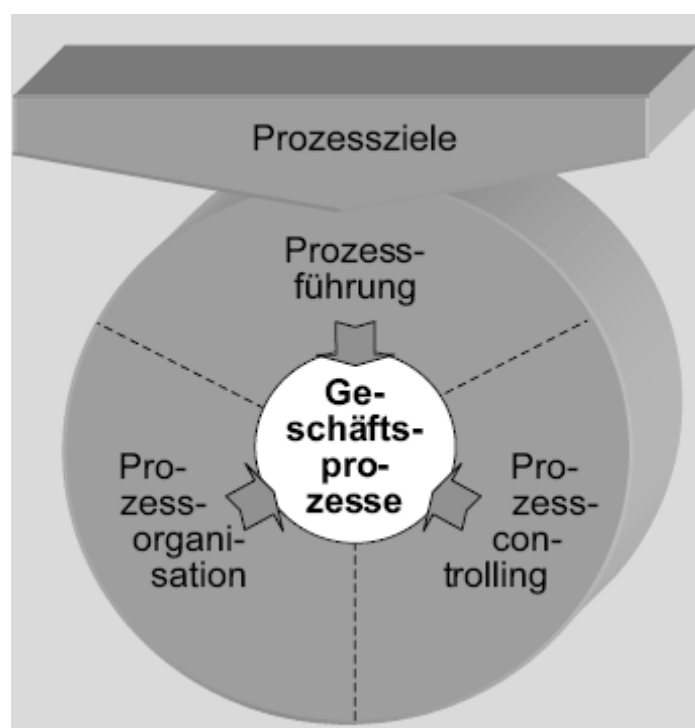 Prozessziele
Prozess-
führung
Ge-
schäfts-
pro-
zesse
Pro-
zess-
organi-
sation
Pro-
zess-
con-
trolling